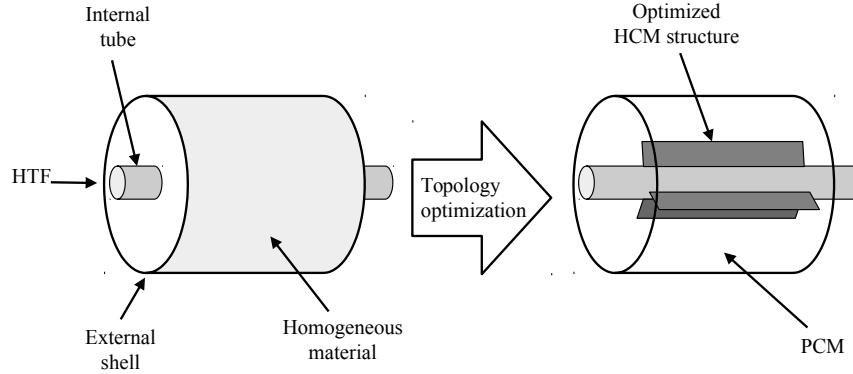 Internal
tube
HTF
External
shell
Homogeneous
material
Topology
optimization
Optimized
HCM structure
PCM